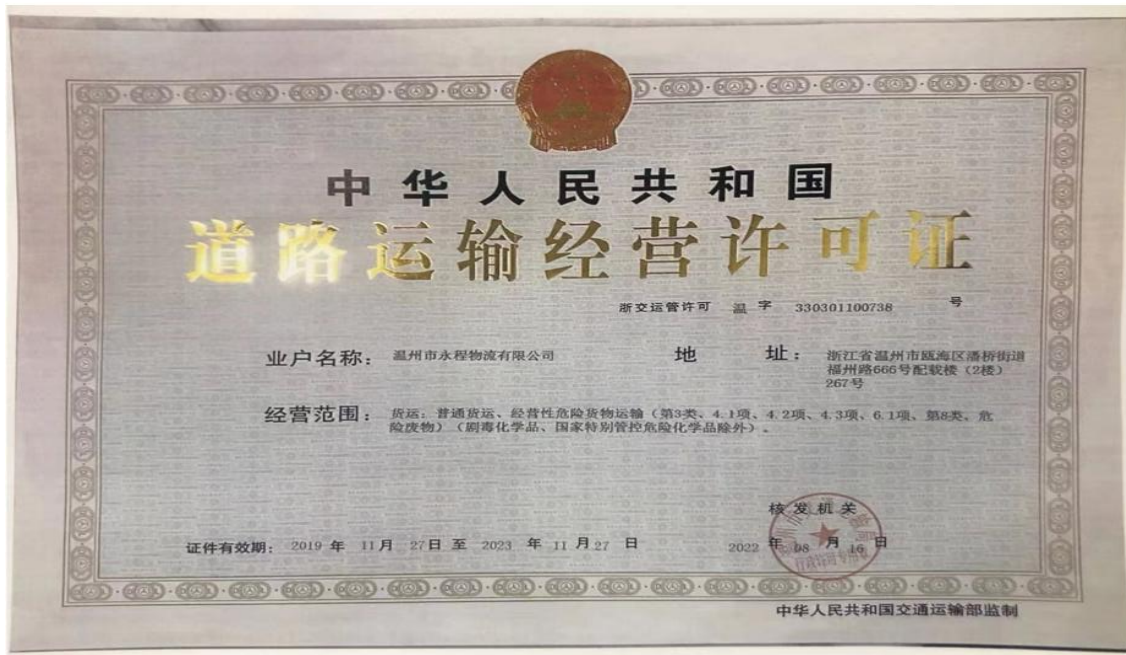 中华人民共和国
道路运输经营许可证
浙交运管许可 温 字 330301100738 号
业户名称： 温州市永程物流有限公司
地 址： 浙江省温州市瓯海区潘桥街道
福州路666号配载楼（2楼）
267号
经营范围： 货运：普通货运、经营性危险货物运输（第3类、4.1项、4.2项、4.3项、6.1项、第8类、危
险废物）（剧毒化学品、国家特别管控危险化学品除外）。
核发机关
证件有效期： 2019 年 11月 27日 至 2023 年 11 月 27 日
2022 年 08 月 16 日
中华人民共和国交通运输部监制